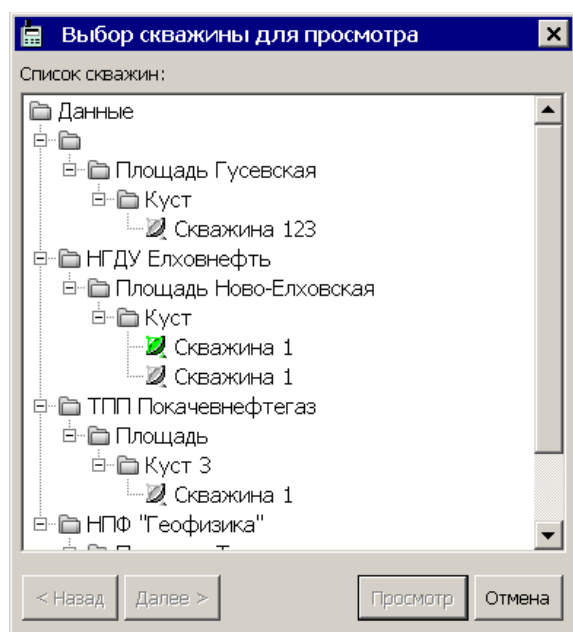 Выбор скважины для просмотра
Список скважин:
Данные
Площадь Гусевская
Куст
Скважина 123
НГДУ Елховнефть
Площадь Ново-Елховская
Куст
Скважина 1
Скважина 1
ТПП Покачевнефтегаз
Площадь
Куст 3
Скважина 1
НПФ "Геофизика"
< Назад Далее > Просмотр Отмена